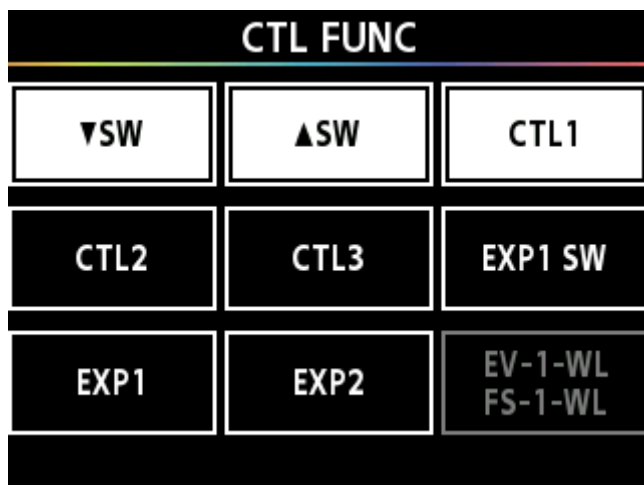 CTL FUNC
▼SW
▲SW
CTL1
CTL2
CTL3
EXP1 SW
EXP1
EXP2
EV-1-WL
FS-1-WL